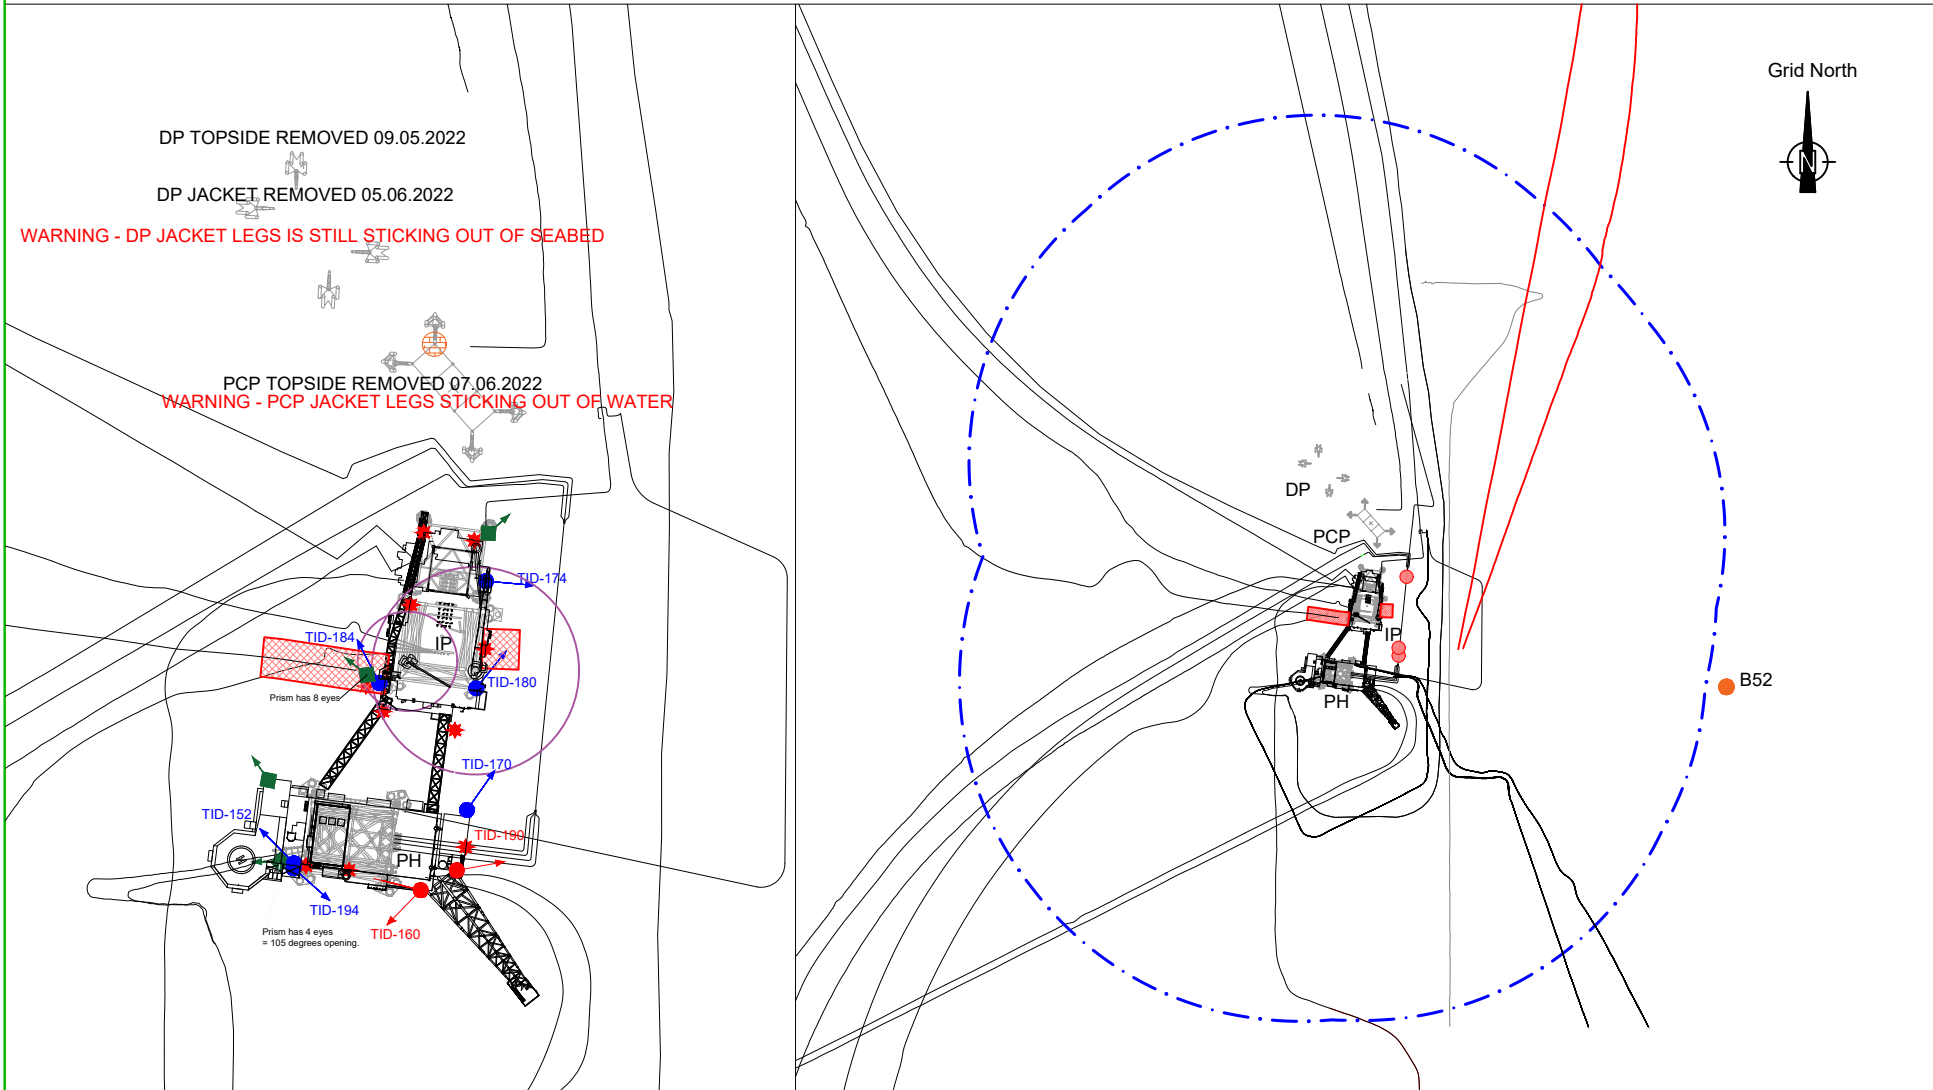 DP TOPSIDE REMOVED 09.05.2022
DP JACKET REMOVED 05.06.2022
WARNING - DP JACKET LEGS IS STILL STICKING OUT OF SEABED
PCP TOPSIDE REMOVED 07.06.2022
WARNING - PCP JACKET LEGS STICKING OUT OF WATER
TID-174
TID-184
IP
TID-180
Prism has 8 eyes
TID-170
TID-152
TID-190
PH
TID-194
TID-160
Prism has 4 eyes
= 105 degrees opening.
Grid North
N
DP
PCP
IP
PH
B52